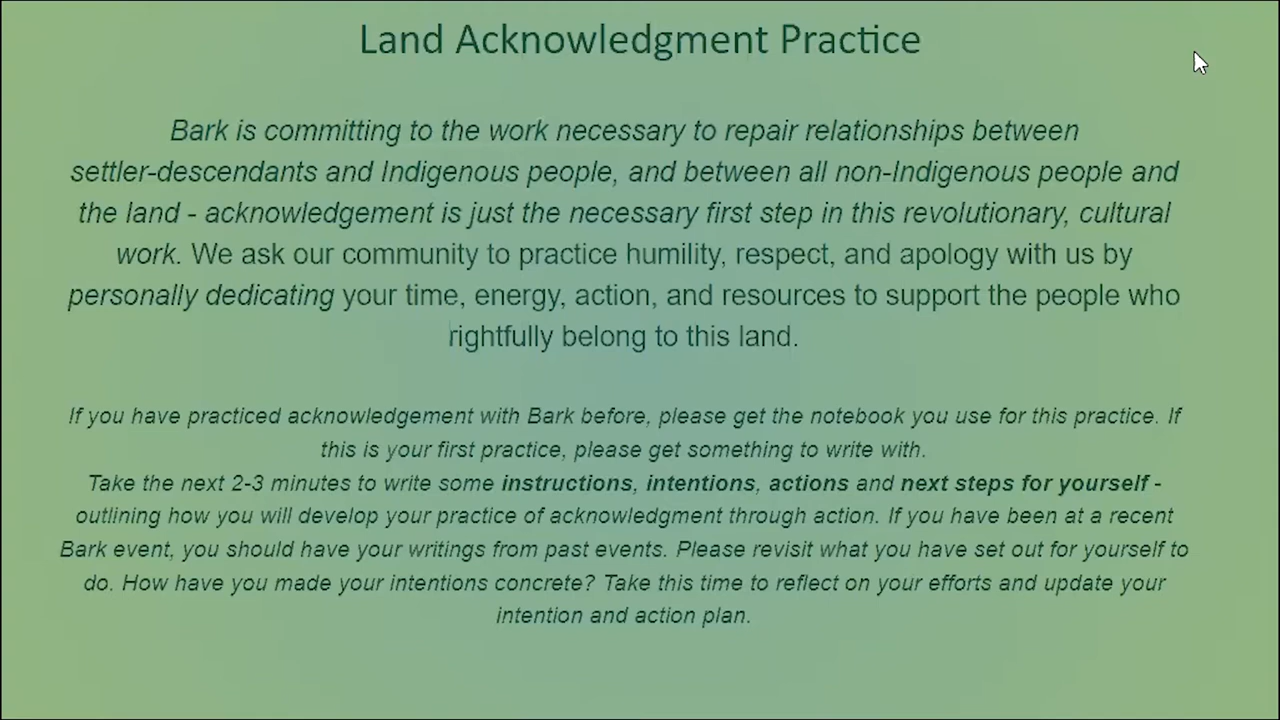 Land Acknowledgment Practice
Bark is committing to the work necessary to repair relationships between
settler-descendants and Indigenous people, and between all non-Indigenous people and
the land - acknowledgement is just the necessary first step in this revolutionary, cultural
work. We ask our community to practice humility, respect, and apology with us by
personally dedicating your time, energy, action, and resources to support the people who
rightfully belong to this land.
If you have practiced acknowledgement with Bark before, please get the notebook you use for this practice. If
this is your first practice, please get something to write with.
Take the next 2-3 minutes to write some instructions, intentions, actions and next steps for yourself -
outlining how you will develop your practice of acknowledgment through action. If you have been at a recent
Bark event, you should have your writings from past events. Please revisit what you have set out for yourself to
do. How have you made your intentions concrete? Take this time to reflect on your efforts and update your
intention and action plan.